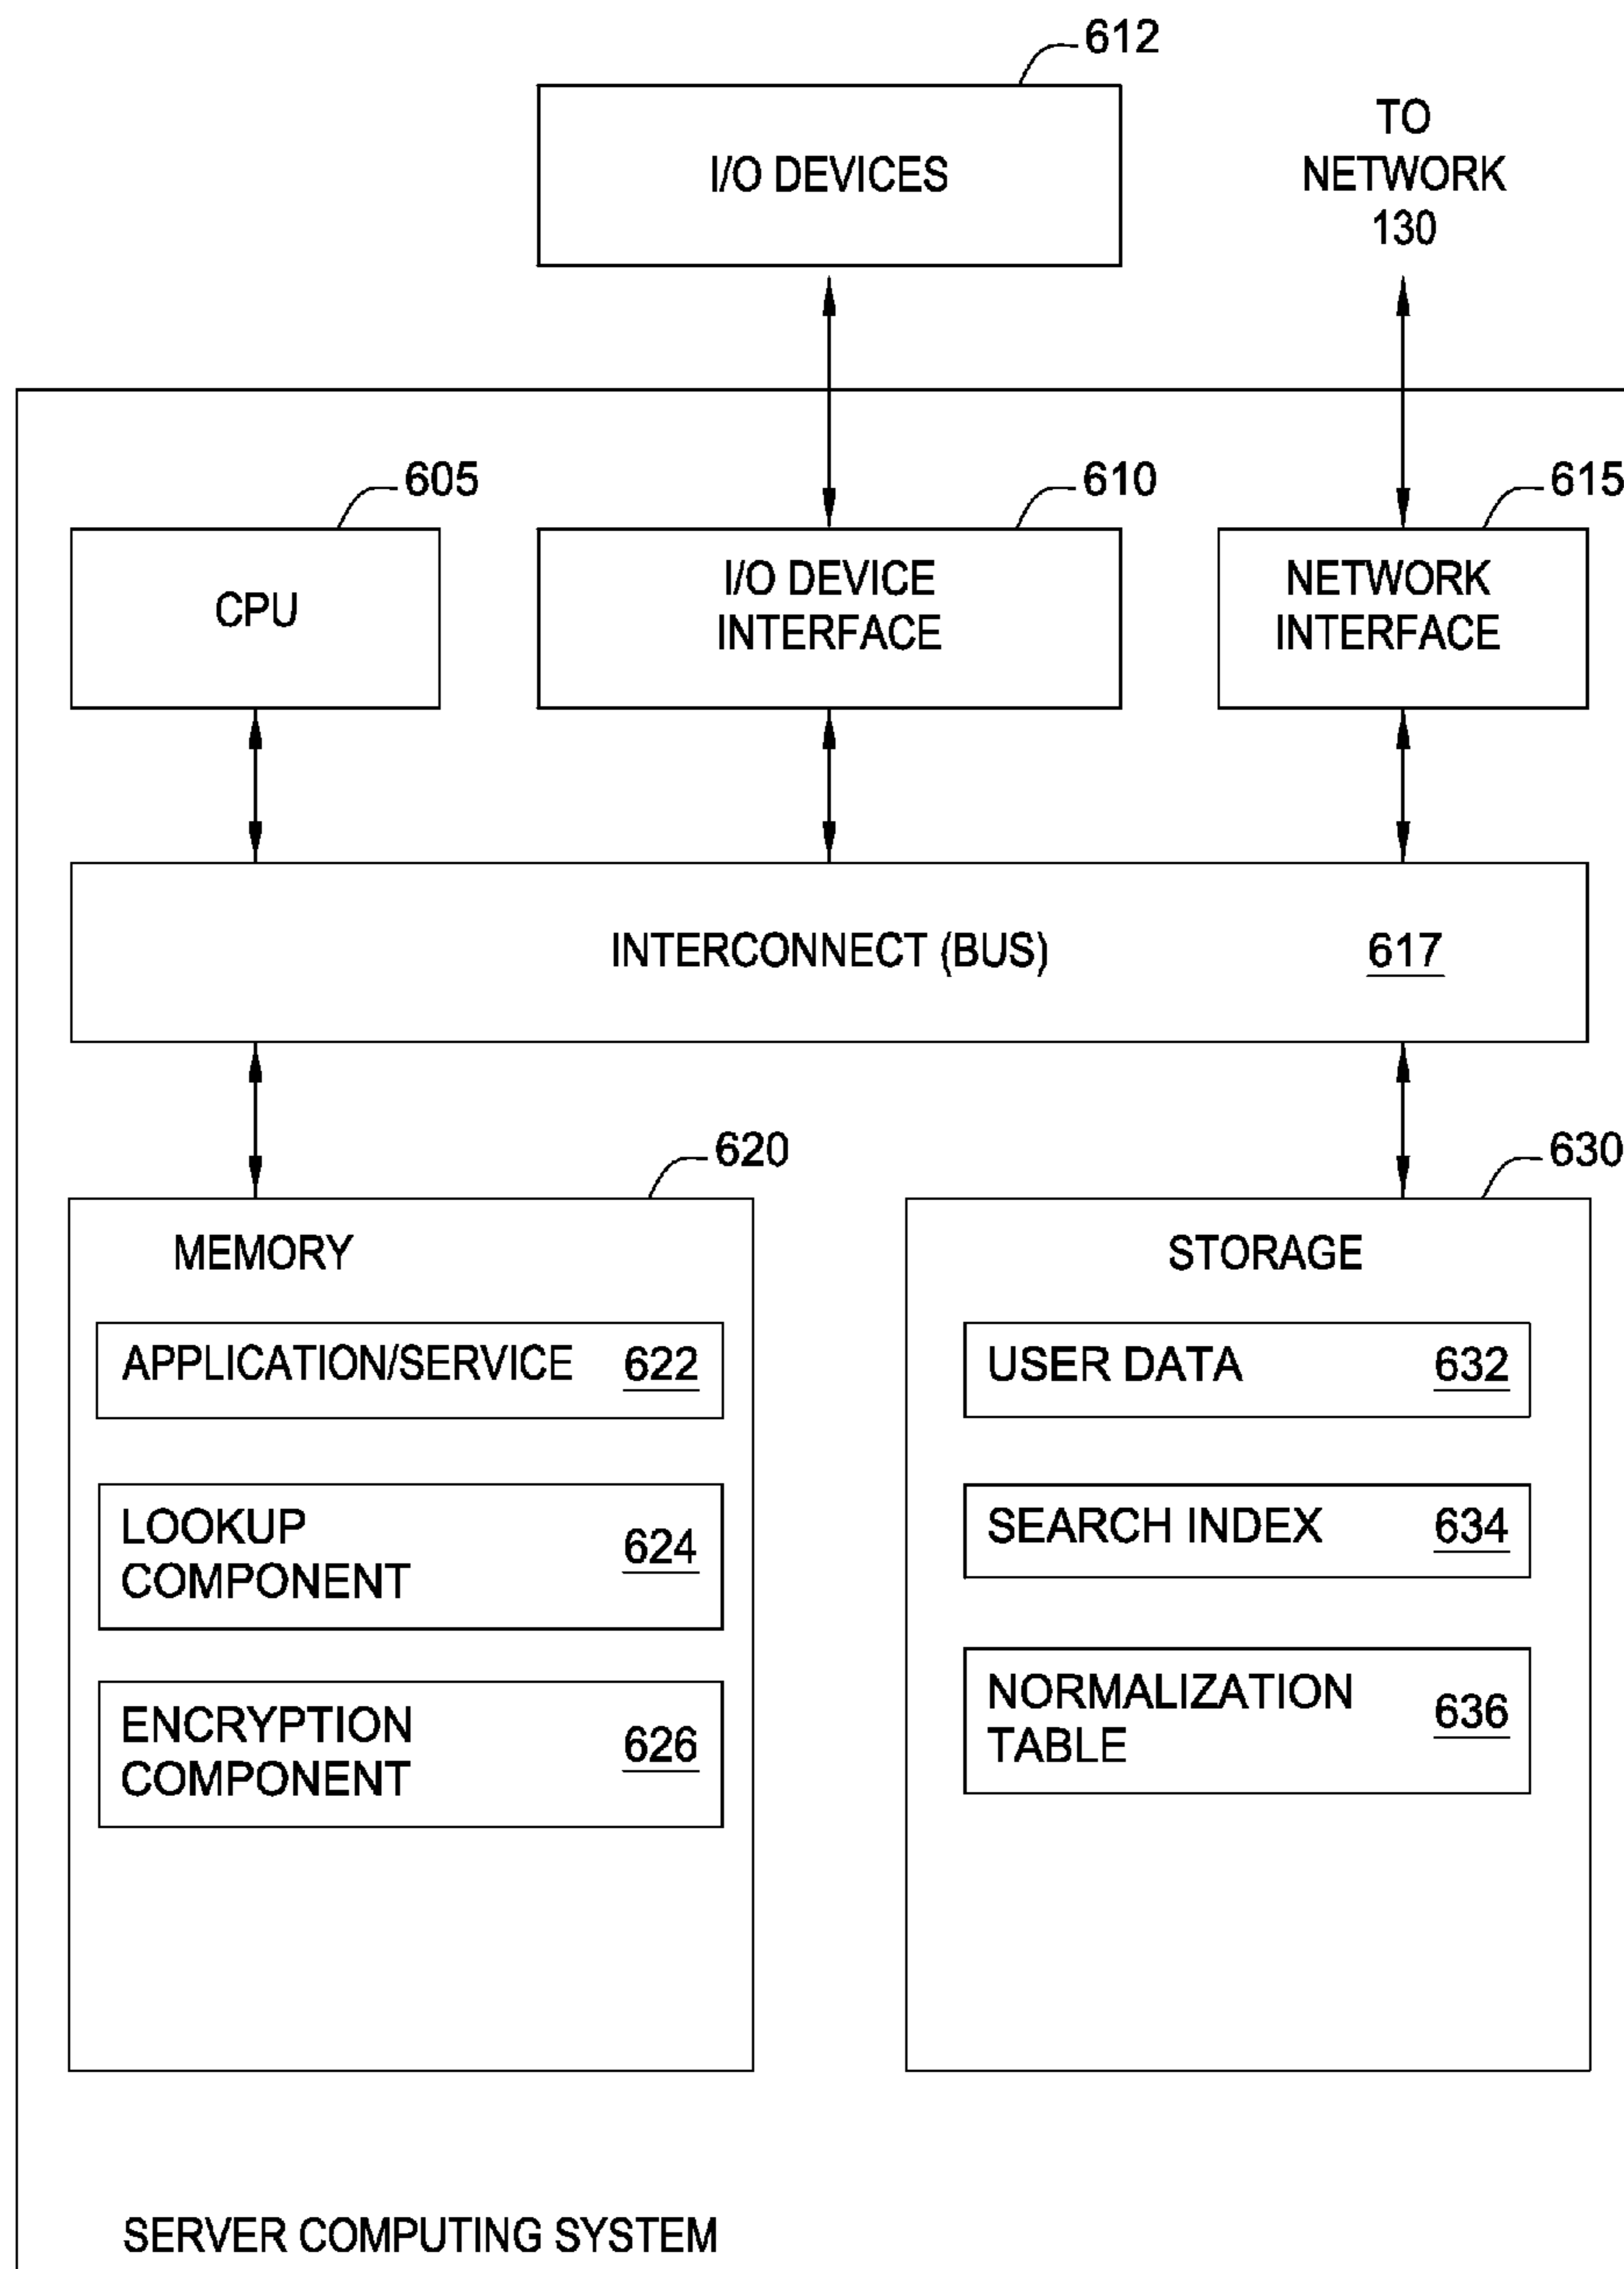 612
I/O DEVICES
TO
NETWORK
130
605
610
615
CPU
I/O DEVICE
INTERFACE
NETWORK
INTERFACE
INTERCONNECT (BUS) 617
620
630
MEMORY
APPLICATION/SERVICE 622
LOOKUP
COMPONENT
624
ENCRYPTION
COMPONENT
626
STORAGE
USER DATA 632
SEARCH INDEX 634
NORMALIZATION
TABLE
636
SERVER COMPUTING SYSTEM